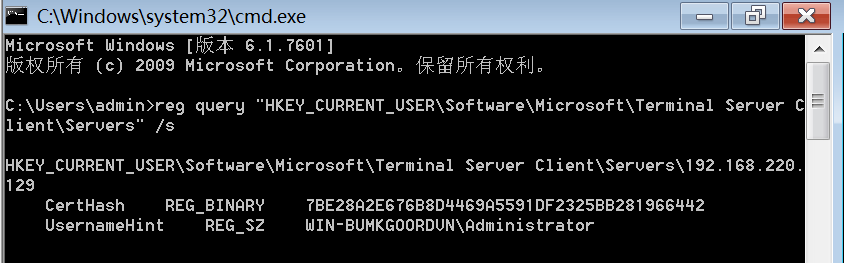 C:\Windows\system32\cmd.exe
Microsoft Windows [版本 6.1.7601]
版权所有 (c) 2009 Microsoft Corporation。保留所有权利。
C:\Users\admin>reg query "HKEY_CURRENT_USER\Software\Microsoft\Terminal Server C
lient\Servers" /s
HKEY_CURRENT_USER\Software\Microsoft\Terminal Server Client\Servers\192.168.220.
129
CertHash    REG_BINARY    7BE28A2E676B8D4469A5591DF2325BB281966442
UsernameHint    REG_SZ    WIN-BUMKGOORDVN\Administrator